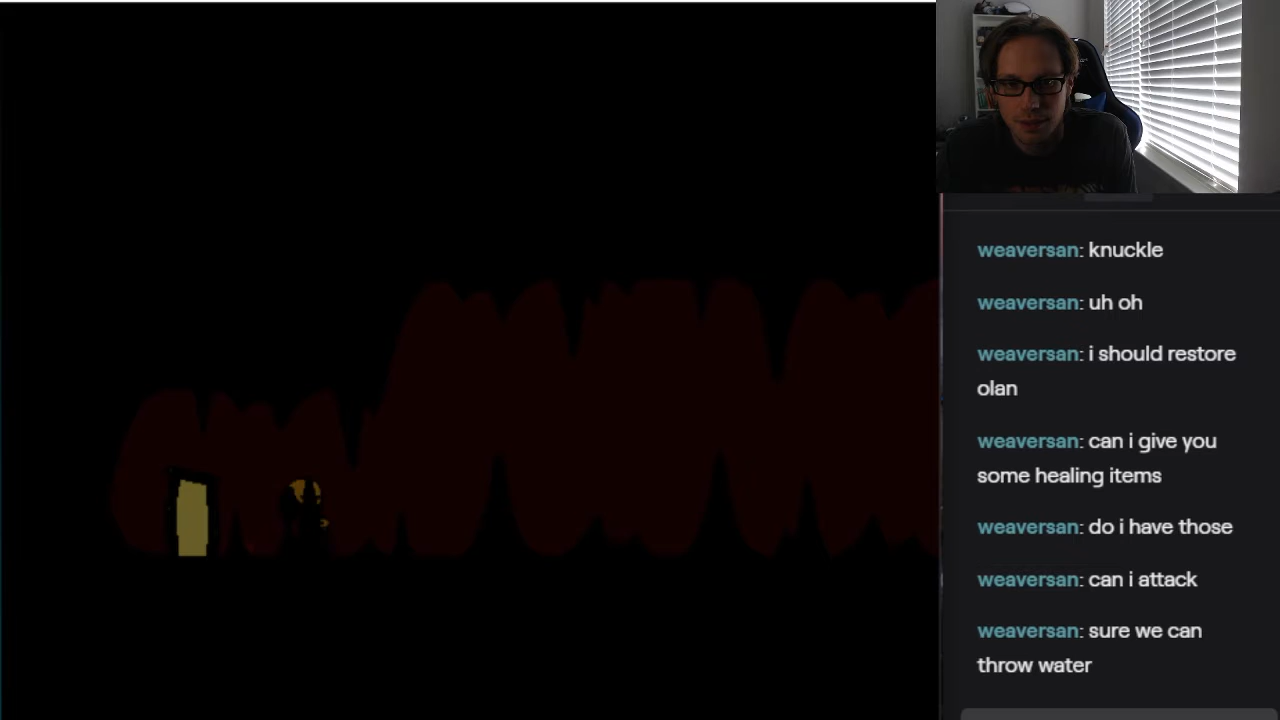 weaversan: knuckle
weaversan: uh oh
weaversan: i should restore
olan
weaversan: can i give you
some healing items
weaversan: do i have those
weaversan: can i attack
weaversan: sure we can
throw water